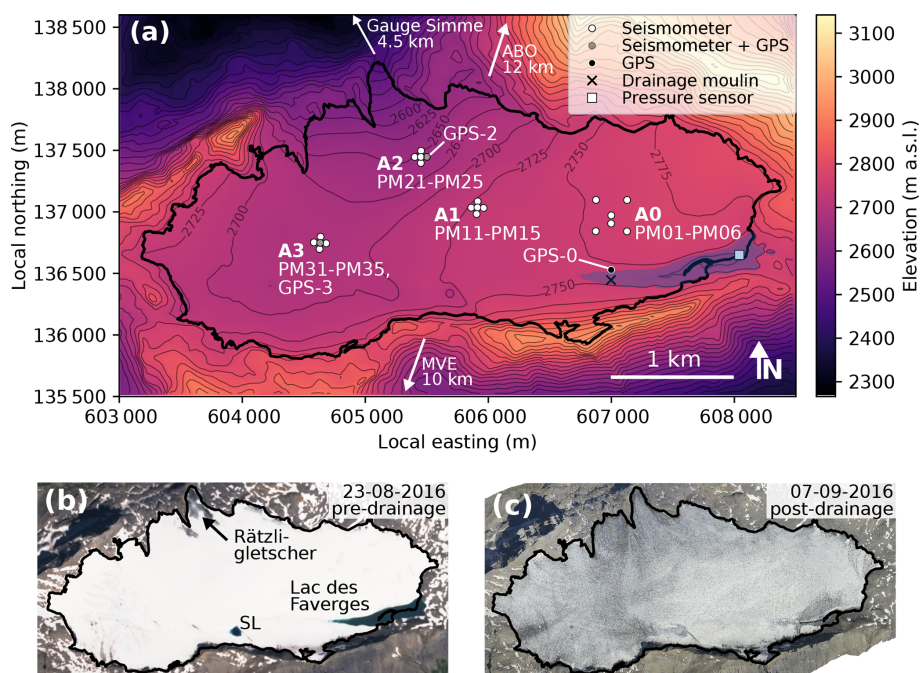 (a)
Gauge Simme
4.5 km
ABO
12 km
Seismometer
Seismometer + GPS
GPS
Drainage moulin
Pressure sensor
138 500
138 000
137 500
137 000
136 500
136 000
135 500
Local northing (m)
2600
2625
2650
2700
2725
2750
2775
2725
2700
2750
GPS-2
A2
PM21-PM25
A1
PM11-PM15
A0
PM01-PM06
A3
PM31-PM35,
GPS-3
GPS-0
MVE
10 km
1 km
N
603 000
604 000
605 000
606 000
607 000
608 000
Local easting (m)
3100
3000
2900
2800
2700
2600
2500
2400
2300
Elevation (m a.s.l.)
(b)
23-08-2016
pre-drainage
Rätzli-
gletscher
Lac des
Faverges
SL
(c)
07-09-2016
post-drainage